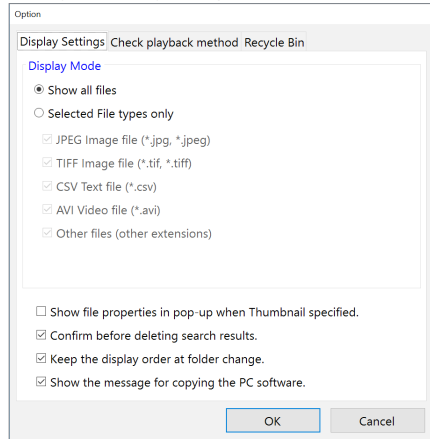 Option
Display Settings Check playback method Recycle Bin
Display Mode
Show all files
Selected File types only
JPEG Image file (*.jpg, *.jpeg)
TIFF Image file (*.tif, *.tiff)
CSV Text file (*.csv)
AVI Video file (*.avi)
Other files (other extensions)
Show file properties in pop-up when Thumbnail specified.
Confirm before deleting search results.
Keep the display order at folder change.
Show the message for copying the PC software.
OK Cancel